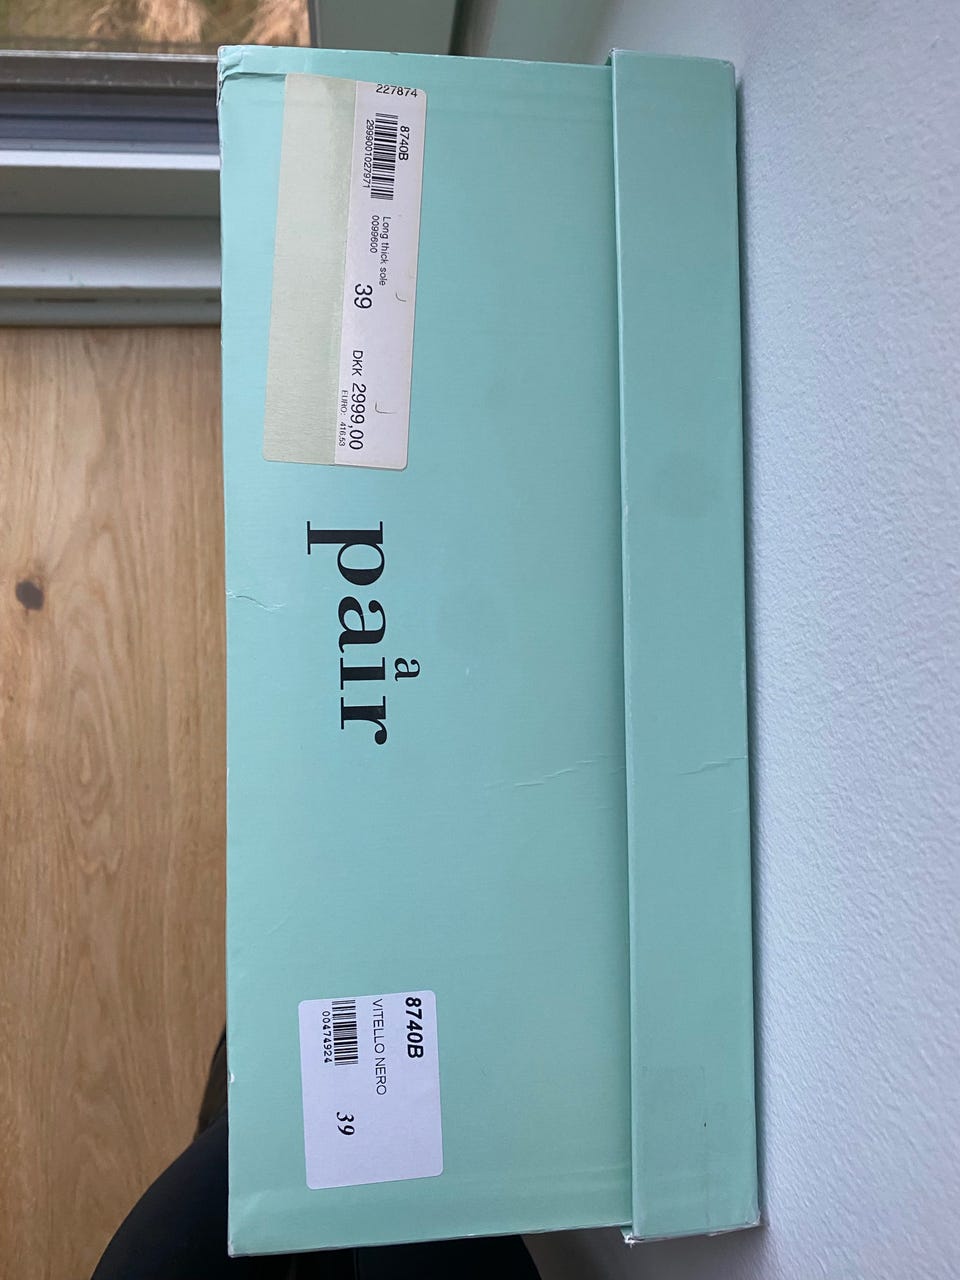 227874
8740B
2999001027971
Long thick sole
0099600
39
DKK 2999,00
EURO: 416.53
a
pair
8740B
VITELLO NERO
00474924
39